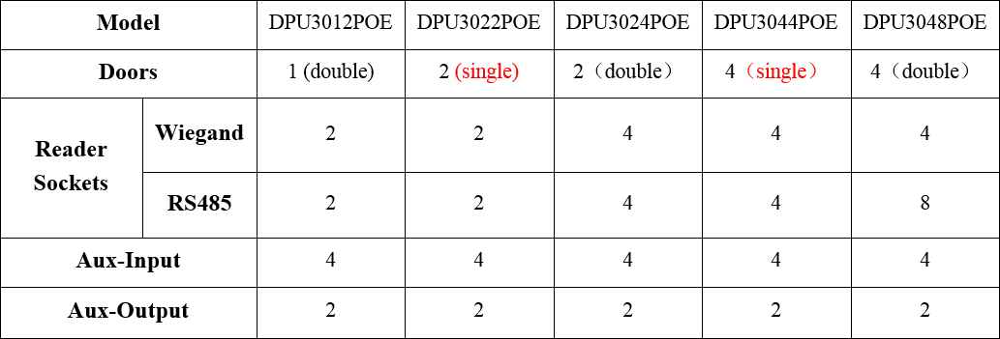 Model DPU3012POE DPU3022POE DPU3024POE DPU3044POE DPU3048POE
Doors 1 (double) 2 (single) 2（double） 4（single） 4（double）
Reader Sockets
Wiegand 2 2 4 4 4
RS485 2 2 4 4 8
Aux-Input 4 4 4 4 4
Aux-Output 2 2 2 2 2